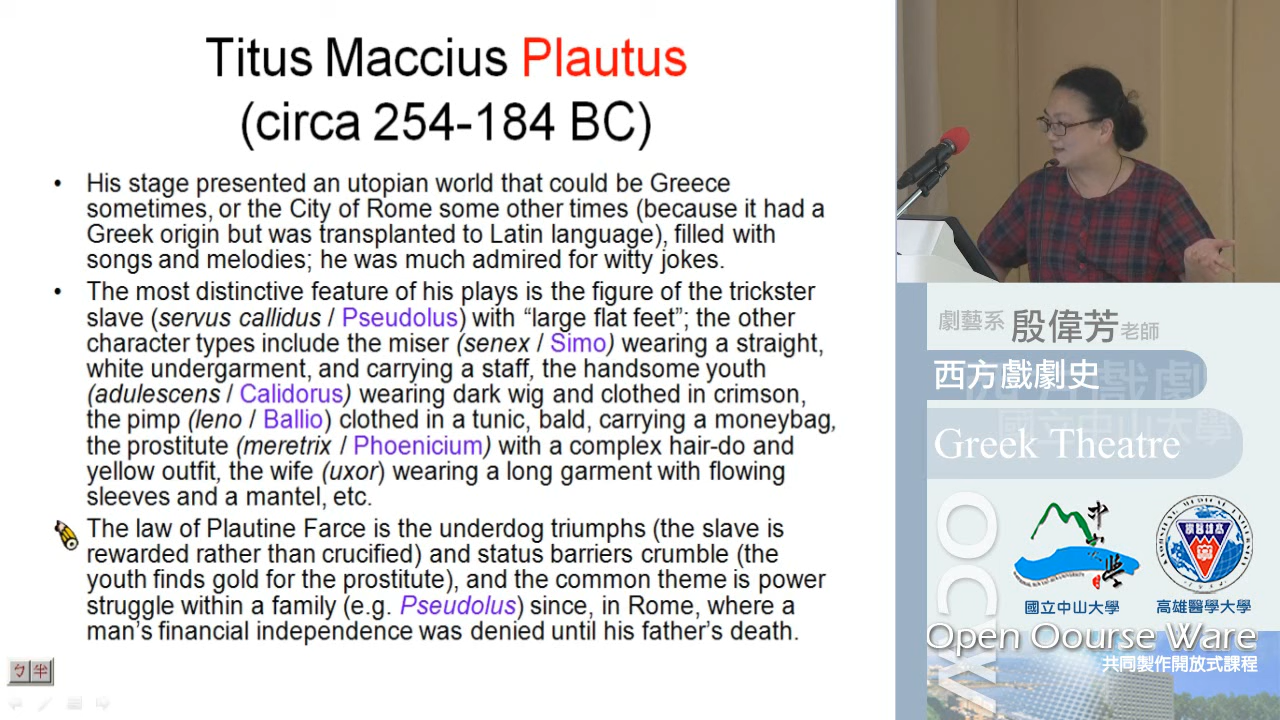 Titus Maccius Plautus
(circa 254-184 BC)
• His stage presented an utopian world that could be Greece
sometimes, or the City of Rome some other times (because it had a
Greek origin but was transplanted to Latin language), filled with
songs and melodies; he was much admired for witty jokes.
• The most distinctive feature of his plays is the figure of the trickster
slave (servus callidus / Pseudolus) with “large flat feet”; the other
character types include the miser (senex / Simo) wearing a straight,
white undergarment, and carrying a staff, the handsome youth
(adulescens / Calidorus) wearing dark wig and clothed in crimson,
the pimp (leno / Ballio) clothed in a tunic, bald, carrying a moneybag,
the prostitute (meretrix / Phoenicium) with a complex hair-do and
yellow outfit, the wife (uxor) wearing a long garment with flowing
sleeves and a mantel, etc.
The law of Plautine Farce is the underdog triumphs (the slave is
rewarded rather than crucified) and status barriers crumble (the
youth finds gold for the prostitute), and the common theme is power
struggle within a family (e.g. Pseudolus) since, in Rome, where a
man’s financial independence was denied until his father’s death.
ㄅ半
劇藝系 殷偉芳老師
西方戲劇史
國立中山大學
Greek Theatre
OCW
國立中山大學
高雄醫學大學
Open Oourse Ware
共同製作開放式課程